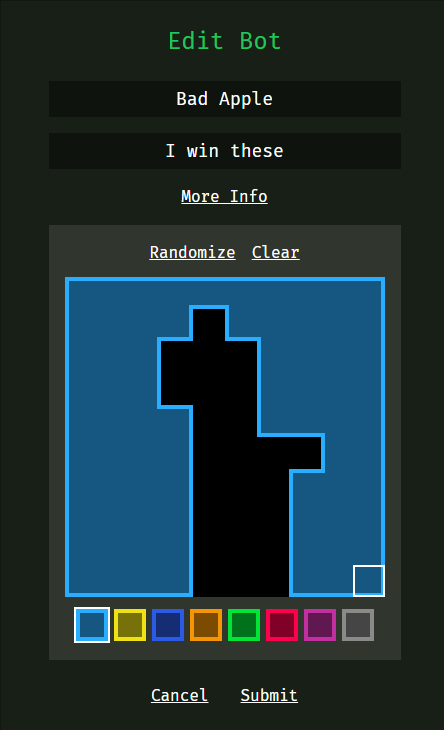 Edit Bot
Bad Apple
I win these
More Info
Randomize Clear
Cancel Submit